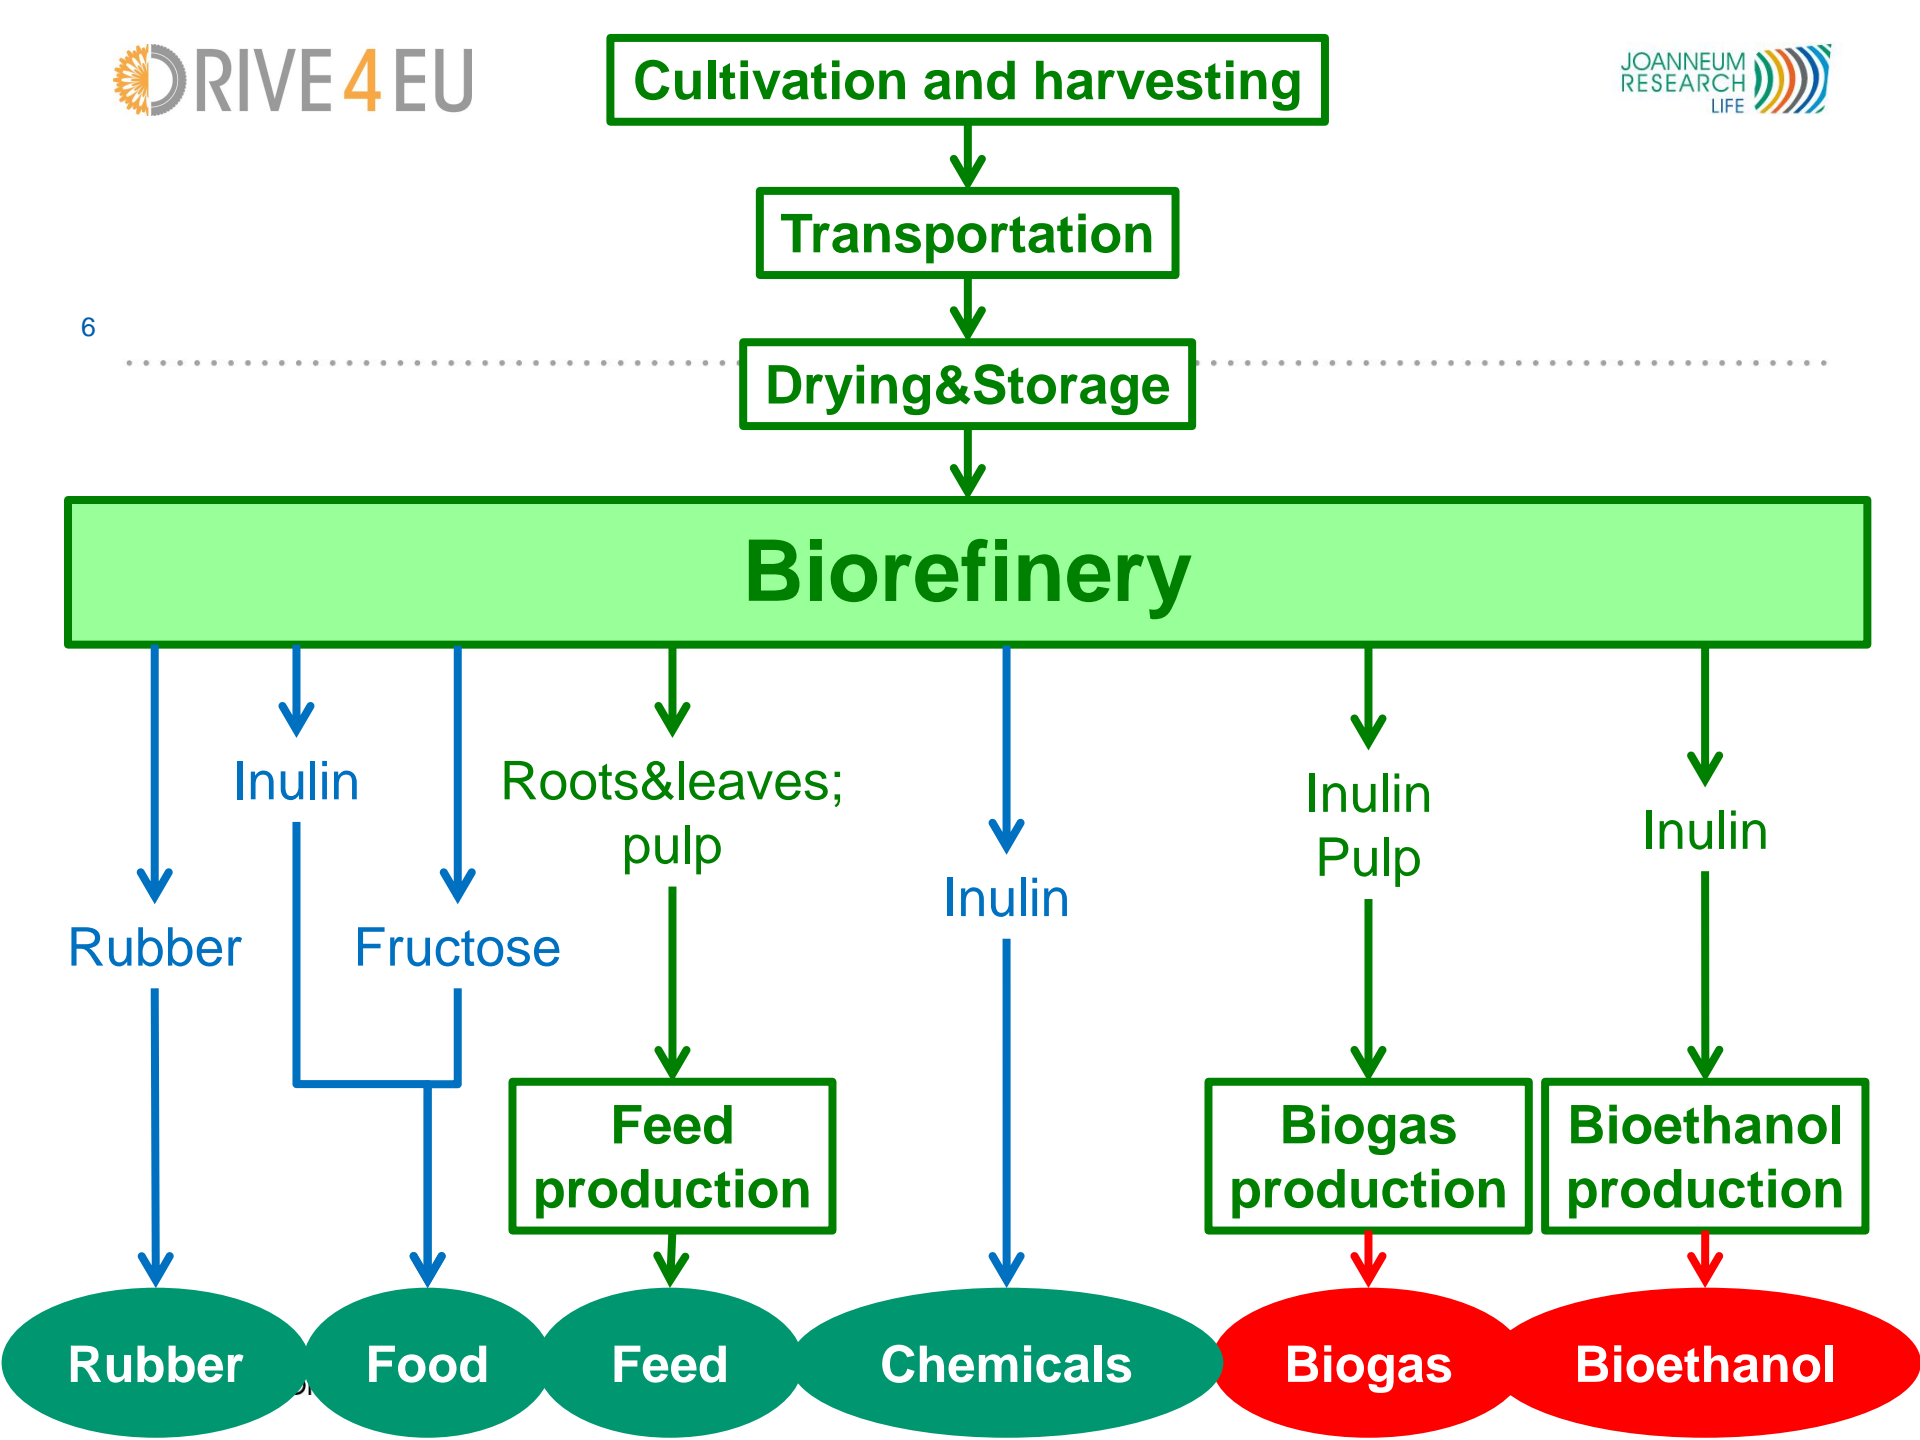 DRIVE4EU
Cultivation and harvesting
JOANNEUM
RESEARCH
LIFE
Transportation
6
Drying&Storage
Biorefinery
Inulin
Roots&leaves;
pulp
Inulin
Pulp
Inulin
Inulin
Rubber
Fructose
Feed
production
Biogas
production
Bioethanol
production
Rubber
Food
Feed
Chemicals
Biogas
Bioethanol